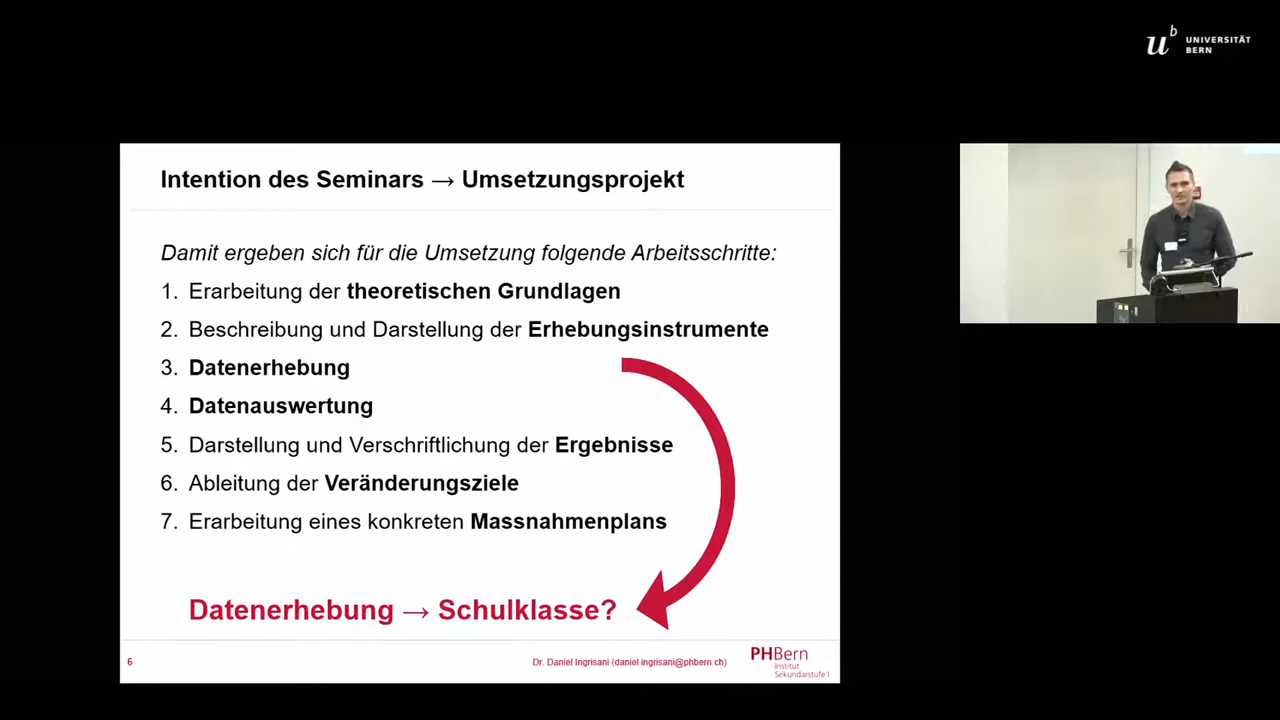 u^b UNIVERSITÄT
BERN
Intention des Seminars → Umsetzungsprojekt
Damit ergeben sich für die Umsetzung folgende Arbeitsschritte:
1. Erarbeitung der theoretischen Grundlagen
2. Beschreibung und Darstellung der Erhebungsinstrumente
3. Datenerhebung
4. Datenauswertung
5. Darstellung und Verschriftlichung der Ergebnisse
6. Ableitung der Veränderungsziele
7. Erarbeitung eines konkreten Massnahmenplans
Datenerhebung → Schulklasse?
6
Dr. Daniel Ingrisani (daniel.ingrisani@phbern.ch)
PHBern
Institut
Sekundarstufe I